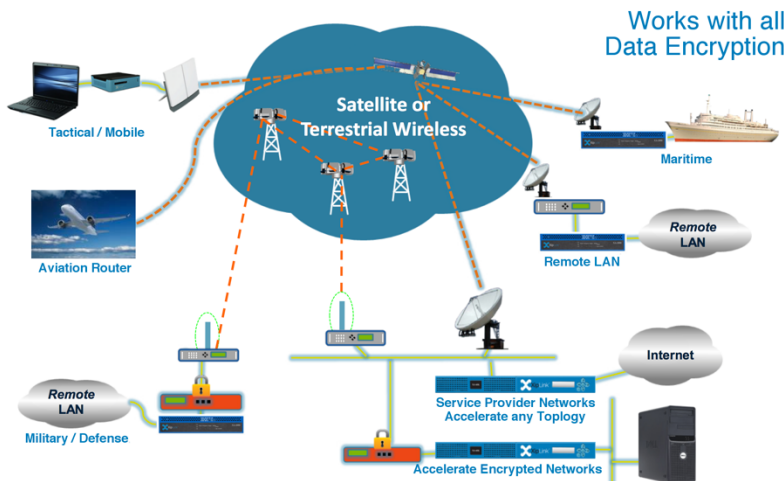 Works with all
Data Encryption
Satellite or
Terrestrial Wireless
Tactical / Mobile
Maritime
Aviation Router
Remote
LAN
Remote LAN
Internet
Remote
LAN
Military / Defense
Service Provider Networks
Accelerate any Toplogy
Accelerate Encrypted Networks